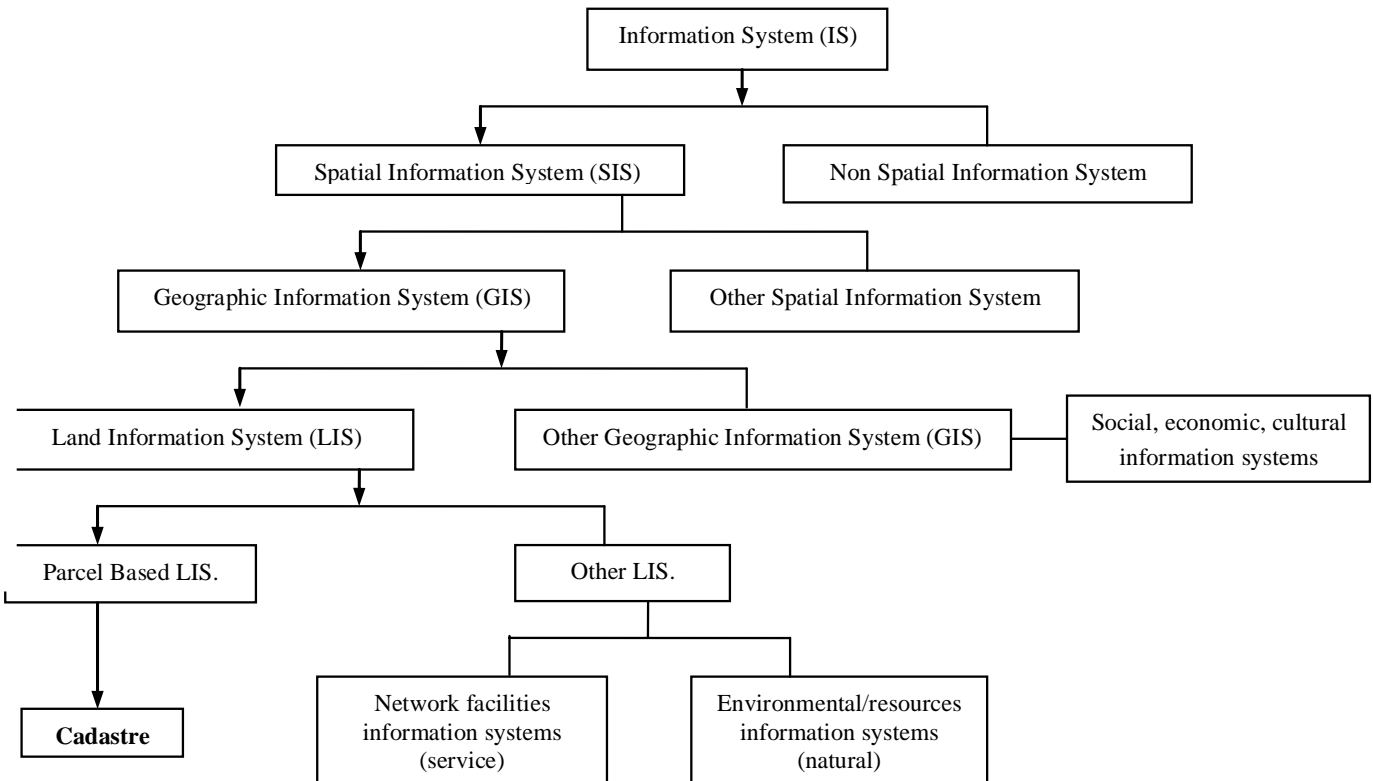 Information System (IS)
Spatial Information System (SIS)
Non Spatial Information System
Geographic Information System (GIS)
Other Spatial Information System
Land Information System (LIS)
Other Geographic Information System (GIS)
Social, economic, cultural
information systems
Parcel Based LIS.
Other LIS.
Cadastre
Network facilities
information systems
(service)
Environmental/resources
information systems
(natural)